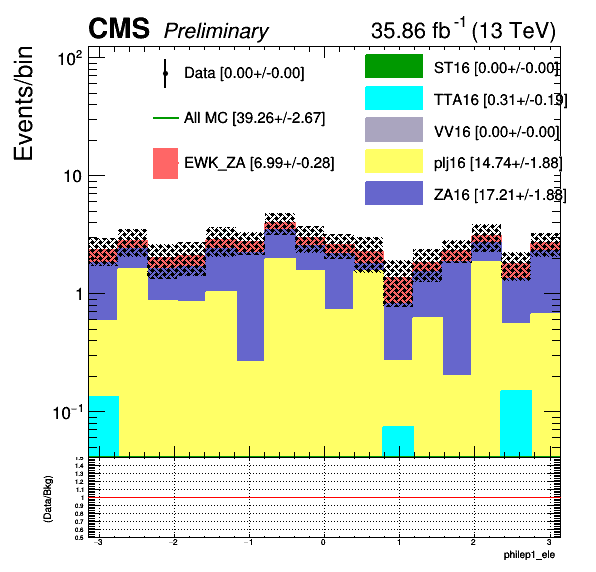 CMS Preliminary 35.86 fb⁻¹ (13 TeV)
Events/bin
10²
10
1
10⁻¹
Data [0.00+/-0.00]
All MC [39.26+/-2.67]
EWK_ZA [6.99+/-0.28]
ST16 [0.00+/-0.00]
TTA16 [0.31+/-0.19]
VV16 [0.00+/-0.00]
plj16 [14.74+/-1.88]
ZA16 [17.21+/-1.88]
(Data/Bkg)
1.5
1.4
1.3
1.2
1.1
1
0.9
0.8
0.7
0.6
0.5
−3 −2 −1 0 1 2 3
philep1_ele